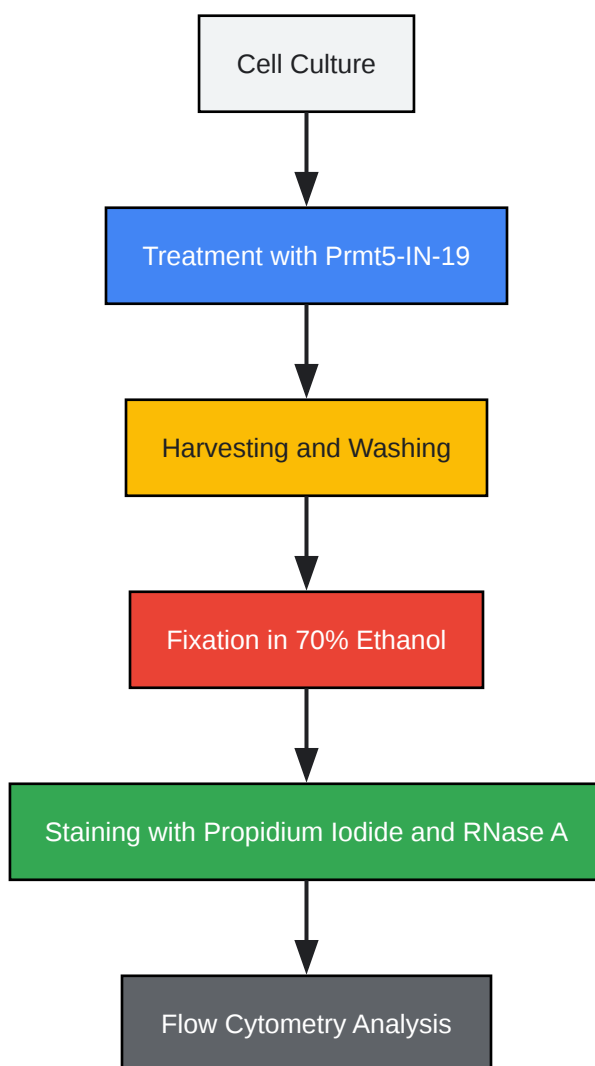 Cell Culture
Treatment with Prmt5-IN-19
Harvesting and Washing
Fixation in 70% Ethanol
Staining with Propidium Iodide and RNase A
Flow Cytometry Analysis